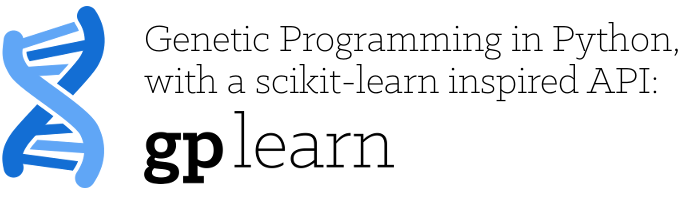 Genetic Programming in Python,
with a scikit-learn inspired API:
gplearn